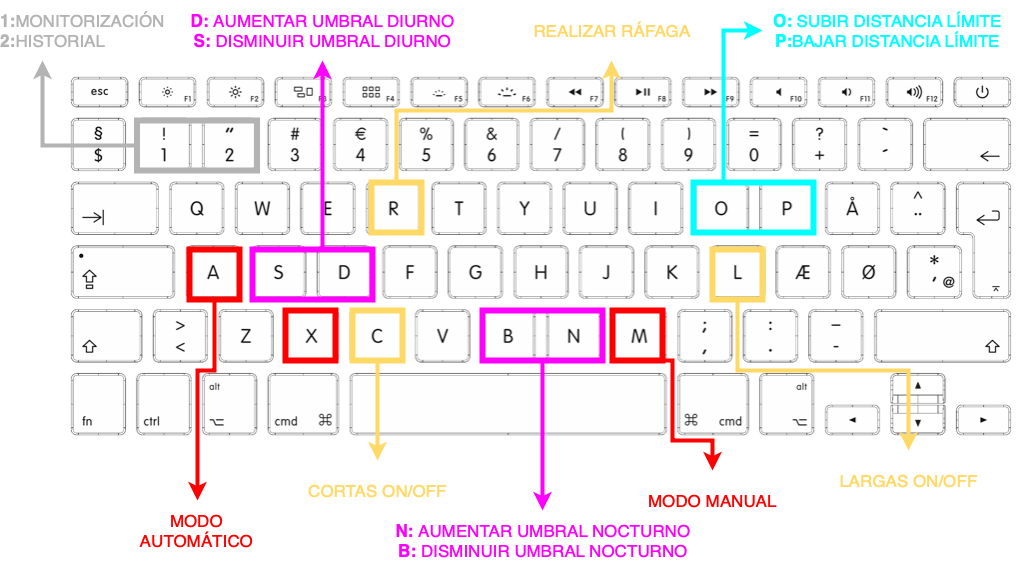 1:MONITORIZACIÓN
2:HISTORIAL
D: AUMENTAR UMBRAL DIURNO
S: DISMINUIR UMBRAL DIURNO
REALIZAR RÁFAGA
O: SUBIR DISTANCIA LÍMITE
P:BAJAR DISTANCIA LÍMITE
esc F1 F2 F3 F4 F5 F6 F7 F8 F9 F10 F11 F12
§ ! " # € % & / ( ) = ? `
$ 1 2 3 4 5 6 7 8 9 0 + ´
Q W E R T Y U I O P Å ^ ¨
A S D F G H J K L Æ Ø * ' @
> < Z X C V B N M ; , : . – -
fn ctrl alt cmd ⌘ ⌘ cmd alt
CORTAS ON/OFF
LARGAS ON/OFF
MODO MANUAL
MODO
AUTOMÁTICO
N: AUMENTAR UMBRAL NOCTURNO
B: DISMINUIR UMBRAL NOCTURNO